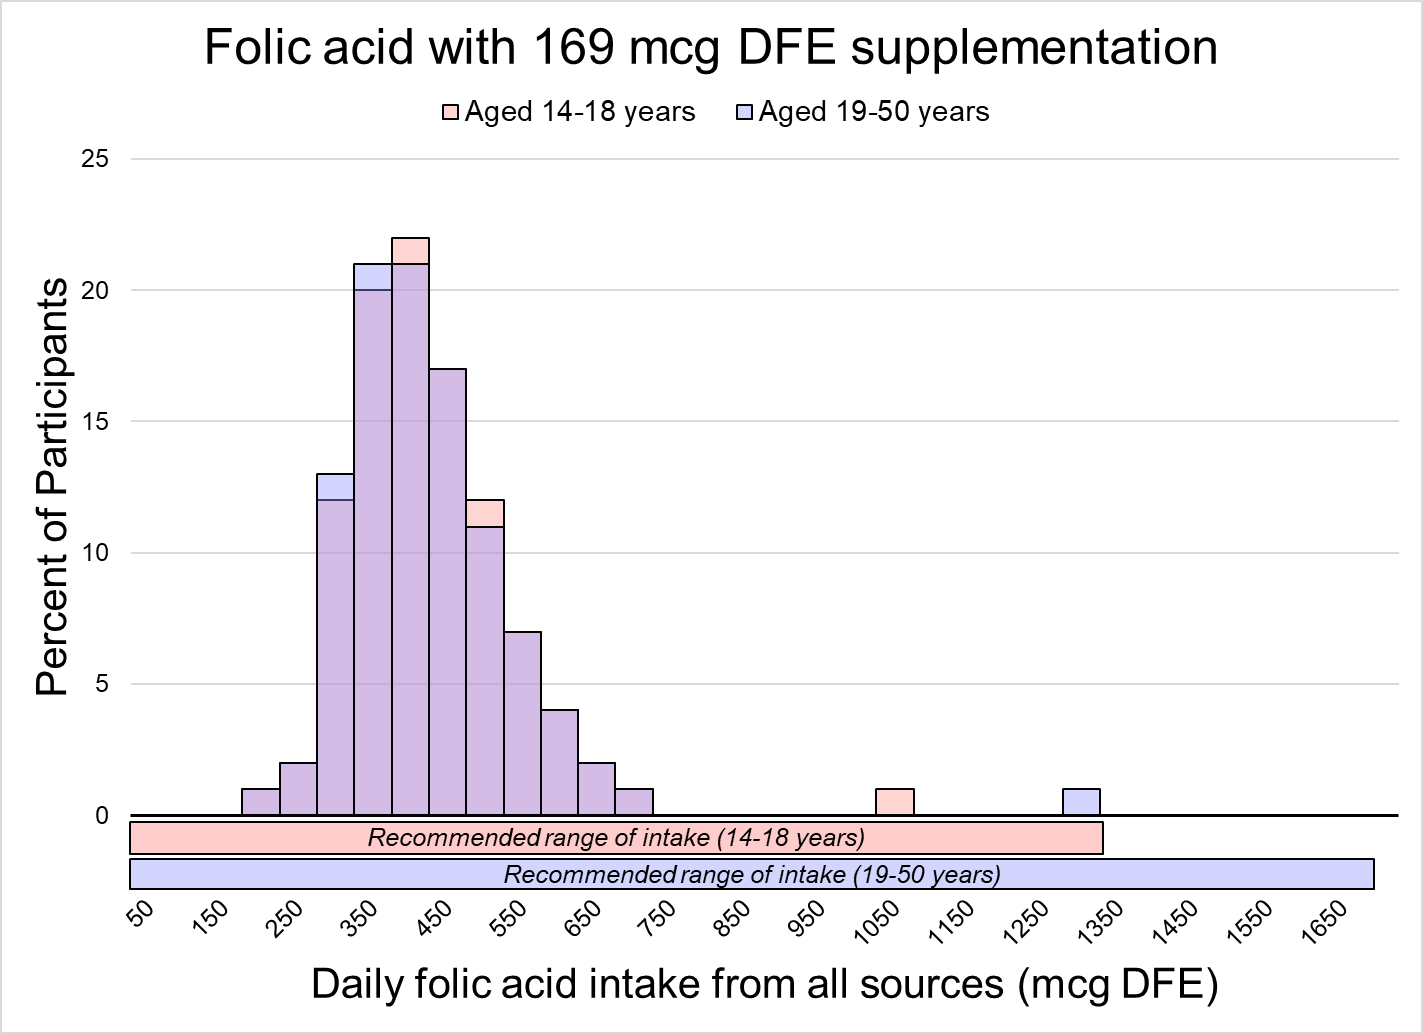 Folic acid with 169 mcg DFE supplementation
Aged 14-18 years
Aged 19-50 years
25
20
15
10
5
0
Percent of Participants
Recommended range of intake (14-18 years)
Recommended range of intake (19-50 years)
50 150 250 350 450 550 650 750 850 950 1050 1150 1250 1350 1450 1550 1650
Daily folic acid intake from all sources (mcg DFE)